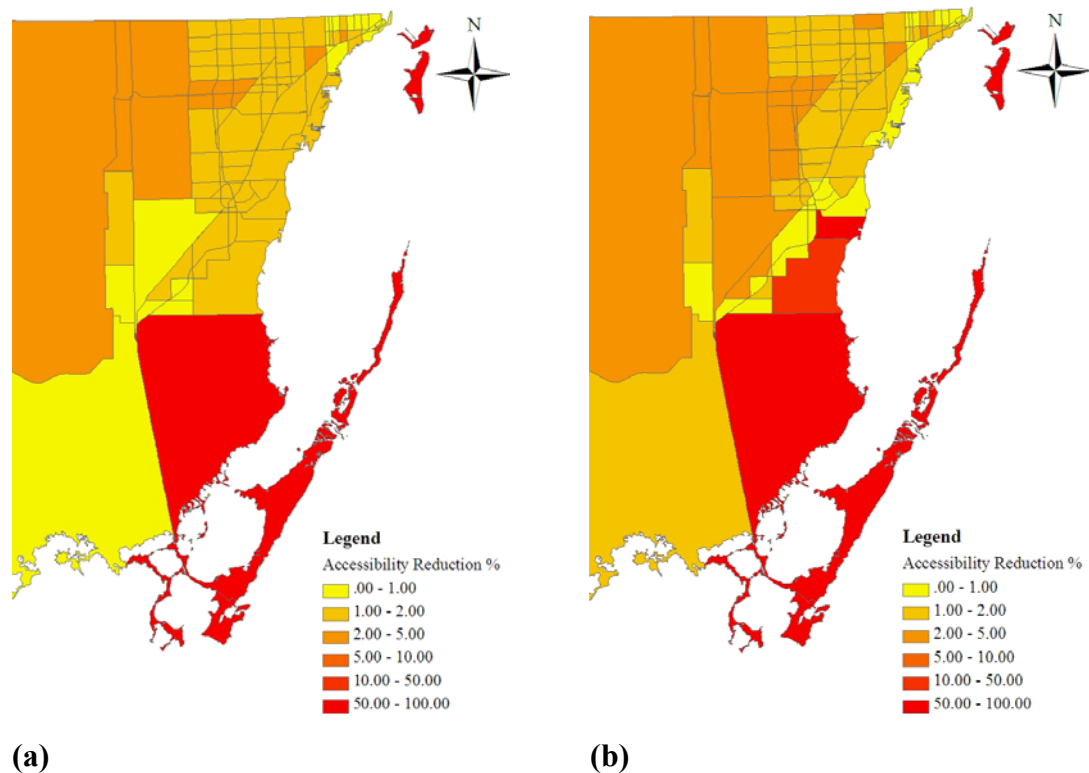 N
Legend
Accessibility Reduction %
.00 - 1.00
1.00 - 2.00
2.00 - 5.00
5.00 - 10.00
10.00 - 50.00
50.00 - 100.00
(a)
N
Legend
Accessibility Reduction %
.00 - 1.00
1.00 - 2.00
2.00 - 5.00
5.00 - 10.00
10.00 - 50.00
50.00 - 100.00
(b)